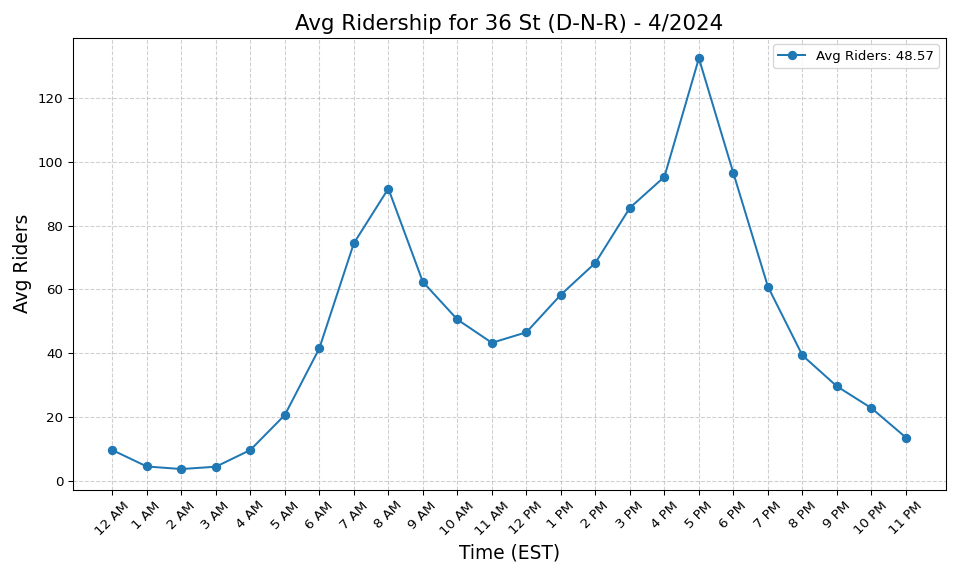 Avg Ridership for 36 St (D-N-R) - 4/2024
Avg Riders: 48.57
Avg Riders
120
100
80
60
40
20
0
12 AM
1 AM
2 AM
3 AM
4 AM
5 AM
6 AM
7 AM
8 AM
9 AM
10 AM
11 AM
12 PM
1 PM
2 PM
3 PM
4 PM
5 PM
6 PM
7 PM
8 PM
9 PM
10 PM
11 PM
Time (EST)